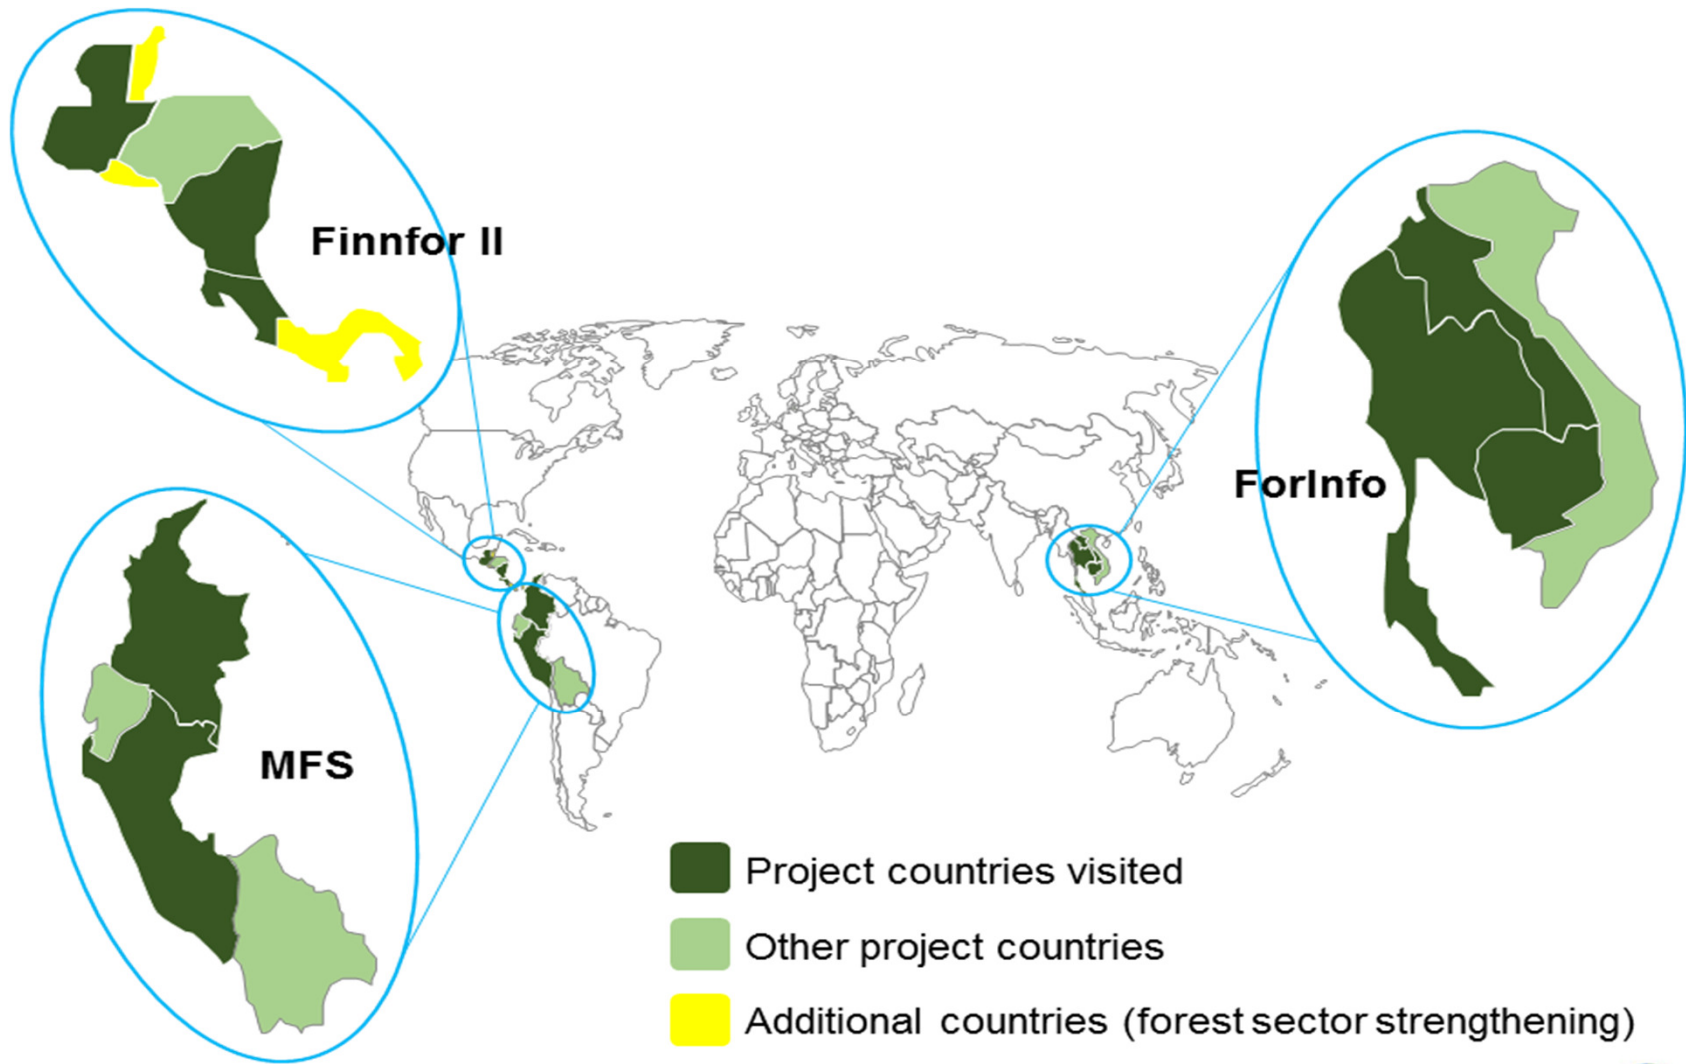 Finnfor II
ForInfo
MFS
Project countries visited
Other project countries
Additional countries (forest sector strengthening)